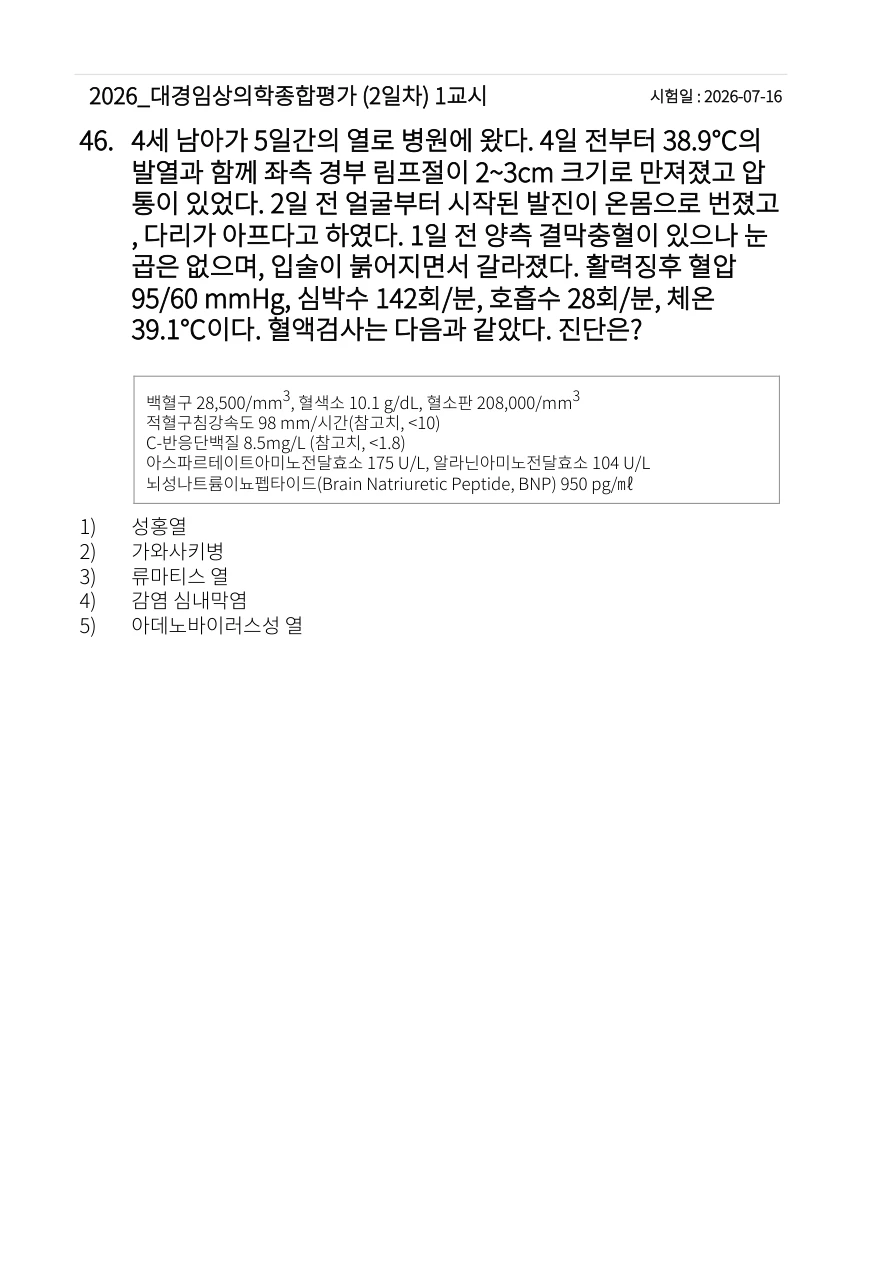 2026_대경임상의학종합평가 (2일차) 1교시
시험일 : 2026-07-16
46. 4세 남아가 5일간의 열로 병원에 왔다. 4일 전부터 38.9℃의
발열과 함께 좌측 경부 림프절이 2~3cm 크기로 만져졌고 압
통이 있었다. 2일 전 얼굴부터 시작된 발진이 온몸으로 번졌고
, 다리가 아프다고 하였다. 1일 전 양측 결막충혈이 있으나 눈
곱은 없으며, 입술이 붉어지면서 갈라졌다. 활력징후 혈압
95/60 mmHg, 심박수 142회/분, 호흡수 28회/분, 체온
39.1℃이다. 혈액검사는 다음과 같았다. 진단은?
백혈구 28,500/mm³, 혈색소 10.1 g/dL, 혈소판 208,000/mm³
적혈구침강속도 98 mm/시간(참고치, <10)
C-반응단백질 8.5mg/L (참고치, <1.8)
아스파르테이트아미노전달효소 175 U/L, 알라닌아미노전달효소 104 U/L
뇌성나트륨이뇨펩타이드(Brain Natriuretic Peptide, BNP) 950 pg/㎖
1) 성홍열
2) 가와사키병
3) 류마티스 열
4) 감염 심내막염
5) 아데노바이러스성 열